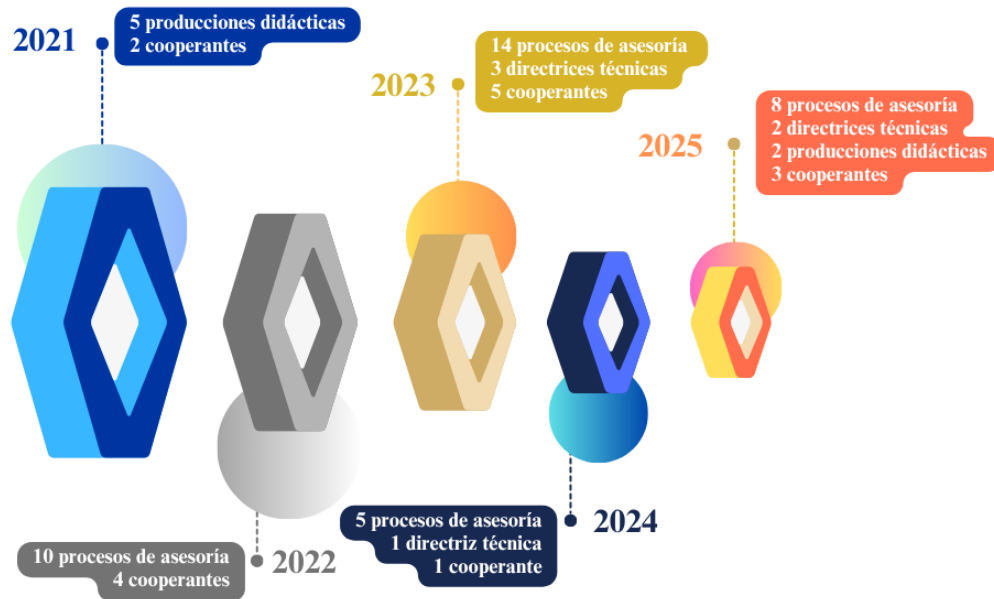 2021
5 producciones didácticas
2 cooperantes
10 procesos de asesoría
4 cooperantes
2022
2023
14 procesos de asesoría
3 directrices técnicas
5 cooperantes
5 procesos de asesoría
1 directriz técnica
1 cooperante
2024
2025
8 procesos de asesoría
2 directrices técnicas
2 producciones didácticas
3 cooperantes